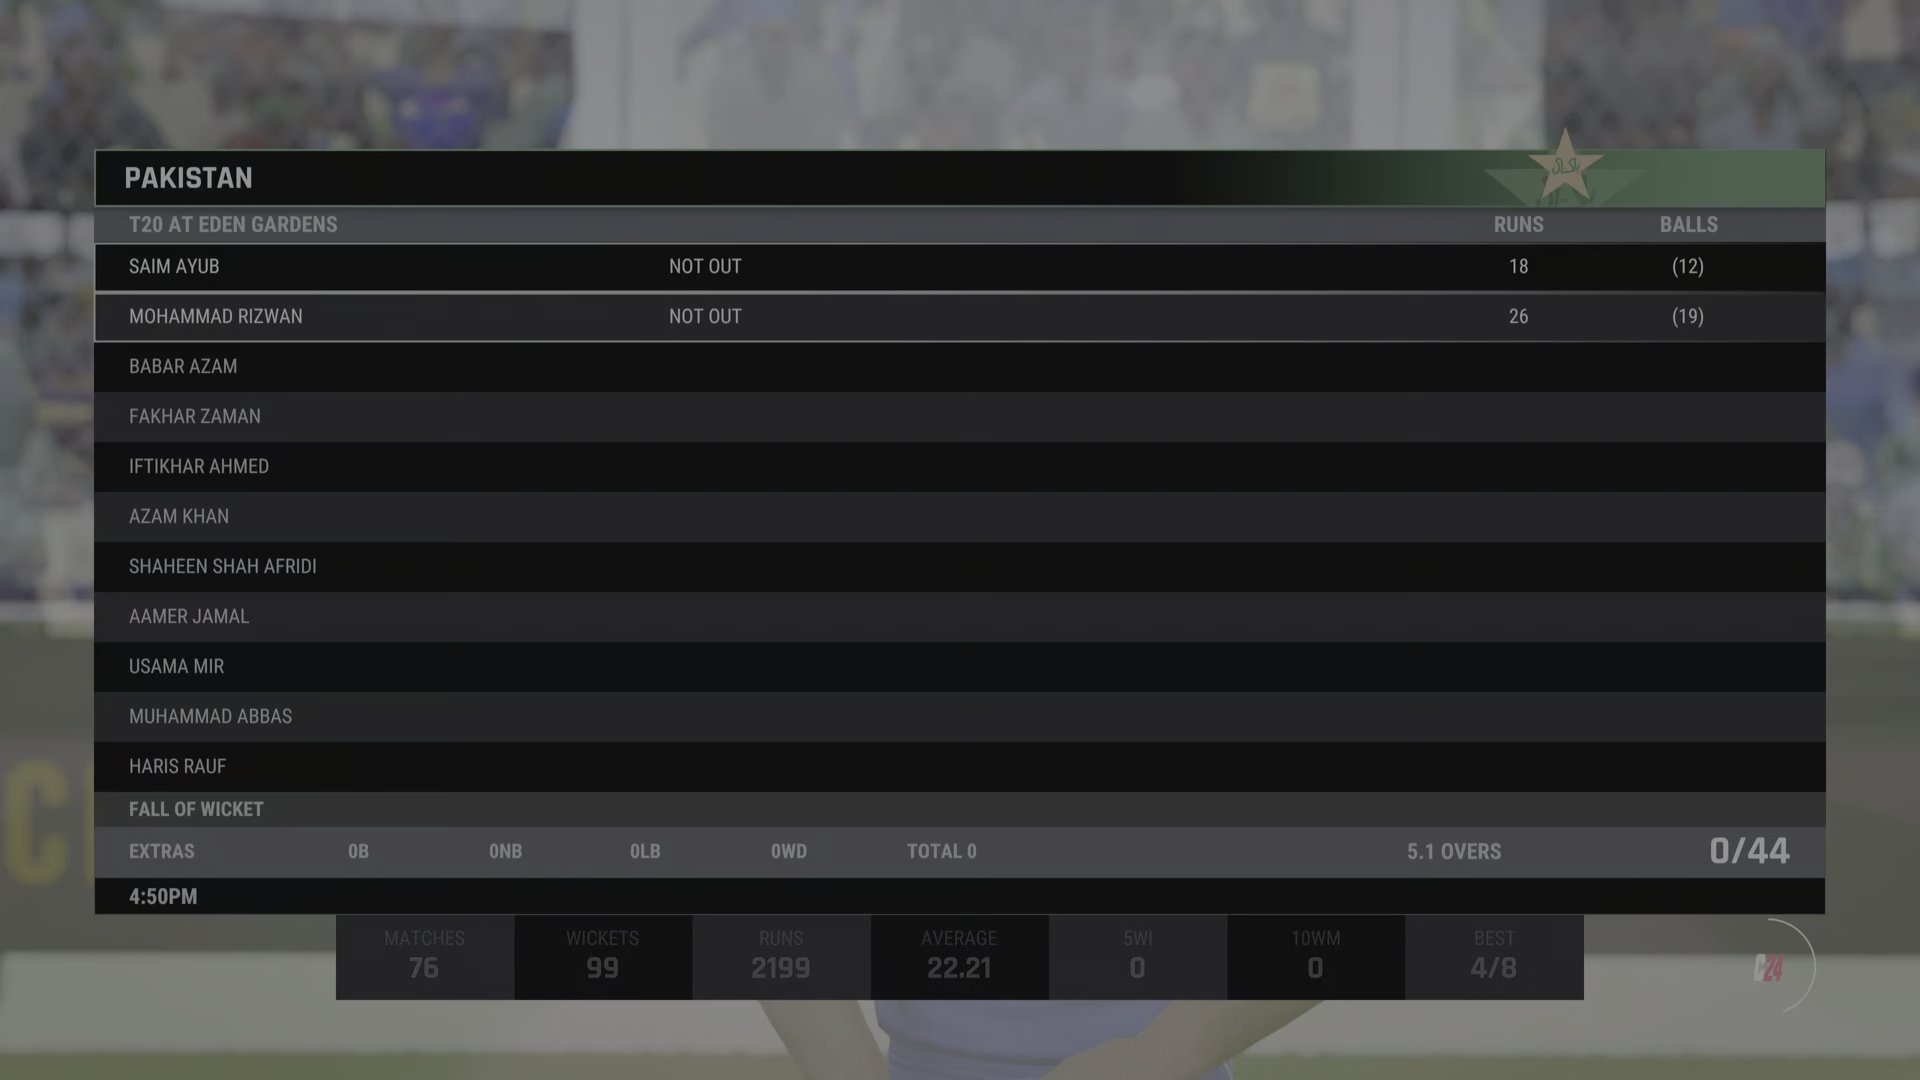 PAKISTAN
T20 AT EDEN GARDENS RUNS BALLS
SAIM AYUB NOT OUT 18 (12)
MOHAMMAD RIZWAN NOT OUT 26 (19)
BABAR AZAM
FAKHAR ZAMAN
IFTIKHAR AHMED
AZAM KHAN
SHAHEEN SHAH AFRIDI
AAMER JAMAL
USAMA MIR
MUHAMMAD ABBAS
HARIS RAUF
FALL OF WICKET
EXTRAS 0B 0NB 0LB 0WD TOTAL 0 5.1 OVERS 0/44
4:50PM
MATCHES WICKETS RUNS AVERAGE 5WI 10WM BEST
76 99 2199 22.21 0 0 4/8
C24